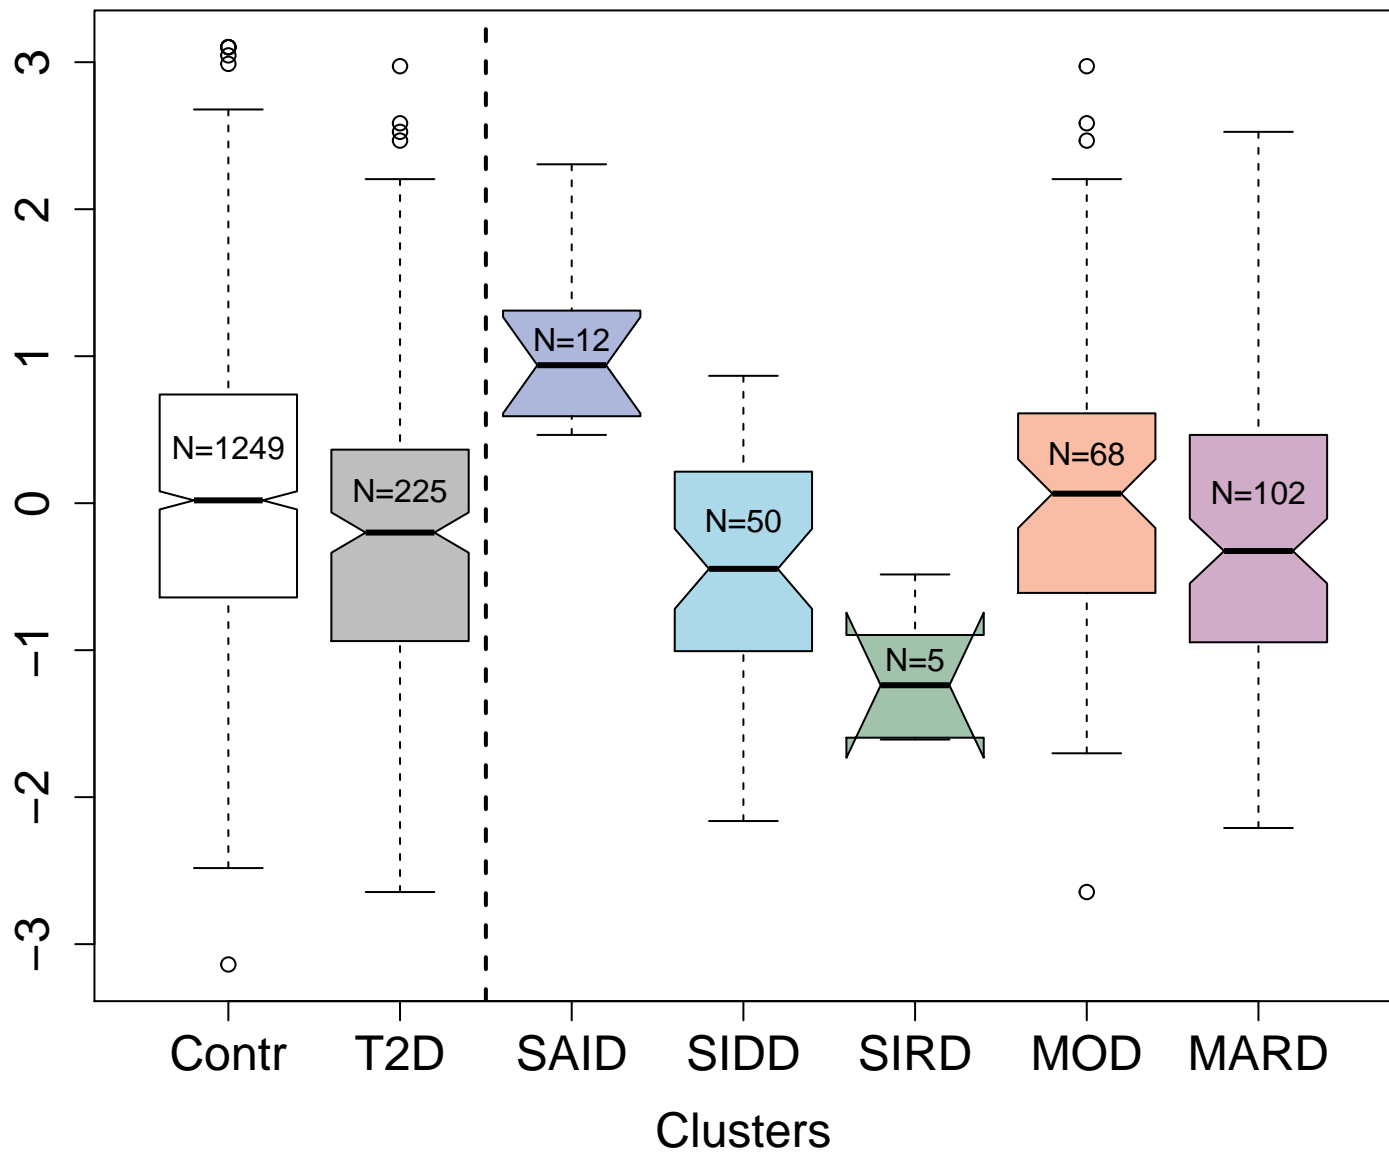 3
2
1
0
−1
−2
−3
N=1249
N=225
N=12
N=50
N=5
N=68
N=102
Contr T2D SAID SIDD SIRD MOD MARD
Clusters